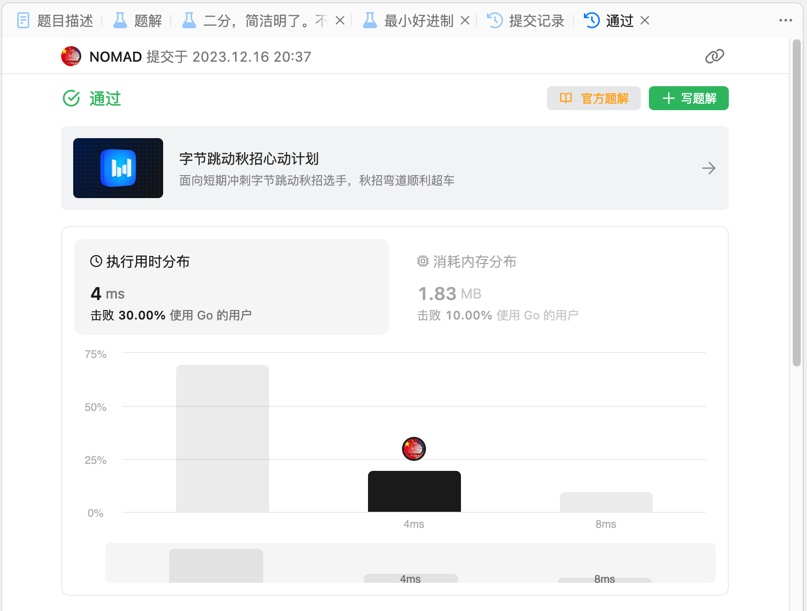 题目描述 题解 二分，简洁明了。 最小好进制 提交记录 通过
NOMAD 提交于 2023.12.16 20:37
通过 官方题解 写题解
字节跳动秋招心动计划
面向短期冲刺字节跳动秋招选手，秋招弯道顺利超车
执行用时分布 消耗内存分布
4 ms 1.83 MB
击败 30.00% 使用 Go 的用户 击败 10.00% 使用 Go 的用户
75%
50%
25%
0%
4ms 8ms
4ms 8ms